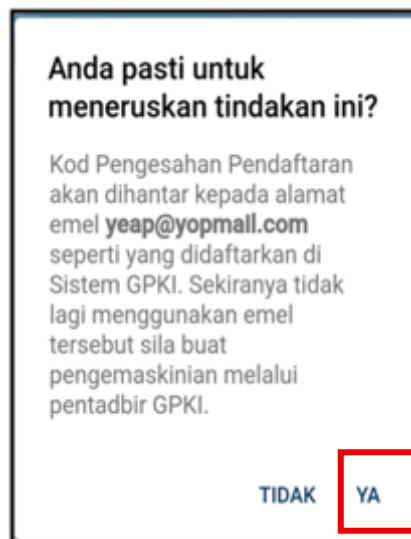 Anda pasti untuk
meneruskan tindakan ini?
Kod Pengesahan Pendaftaran
akan dihantar kepada alamat
emel yeap@yopmail.com
seperti yang didaftarkan di
Sistem GPKI. Sekiranya tidak
lagi menggunakan emel
tersebut sila buat
pengemaskinian melalui
pentadbir GPKI.
TIDAK YA